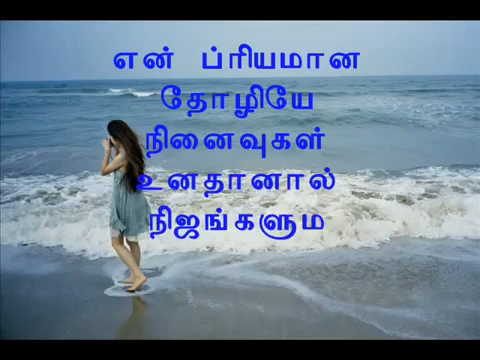 என் ப்ரியமான
தோழியே
நினைவுகள்
உனதானால்
நிஜங்களும